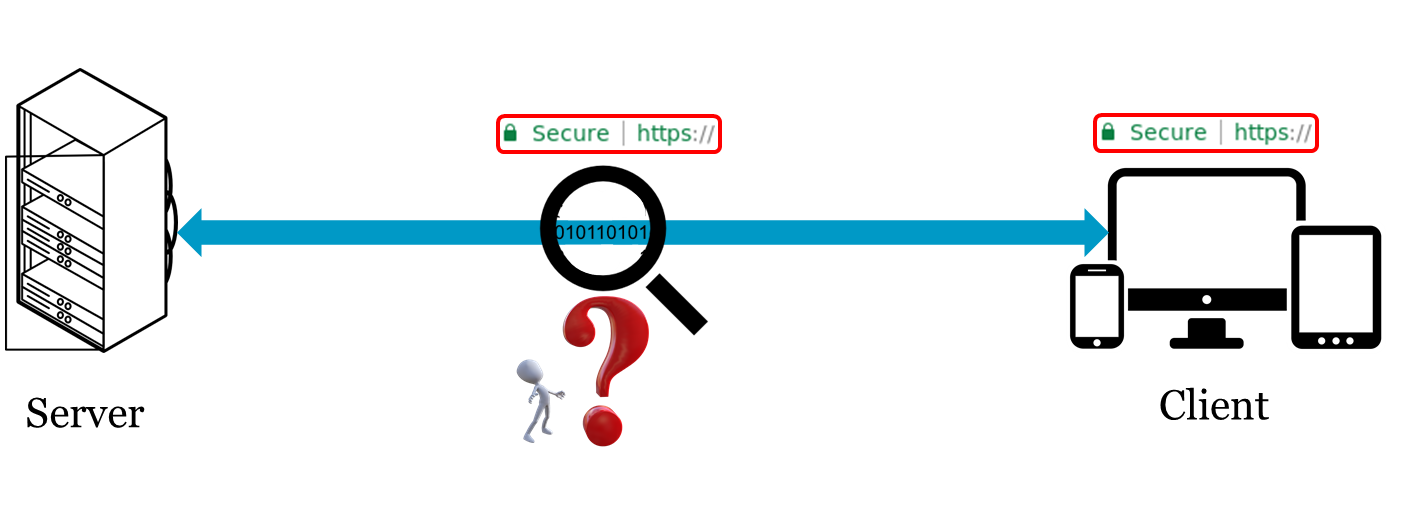 Secure | https://
Secure | https://
010110101
Server
Client